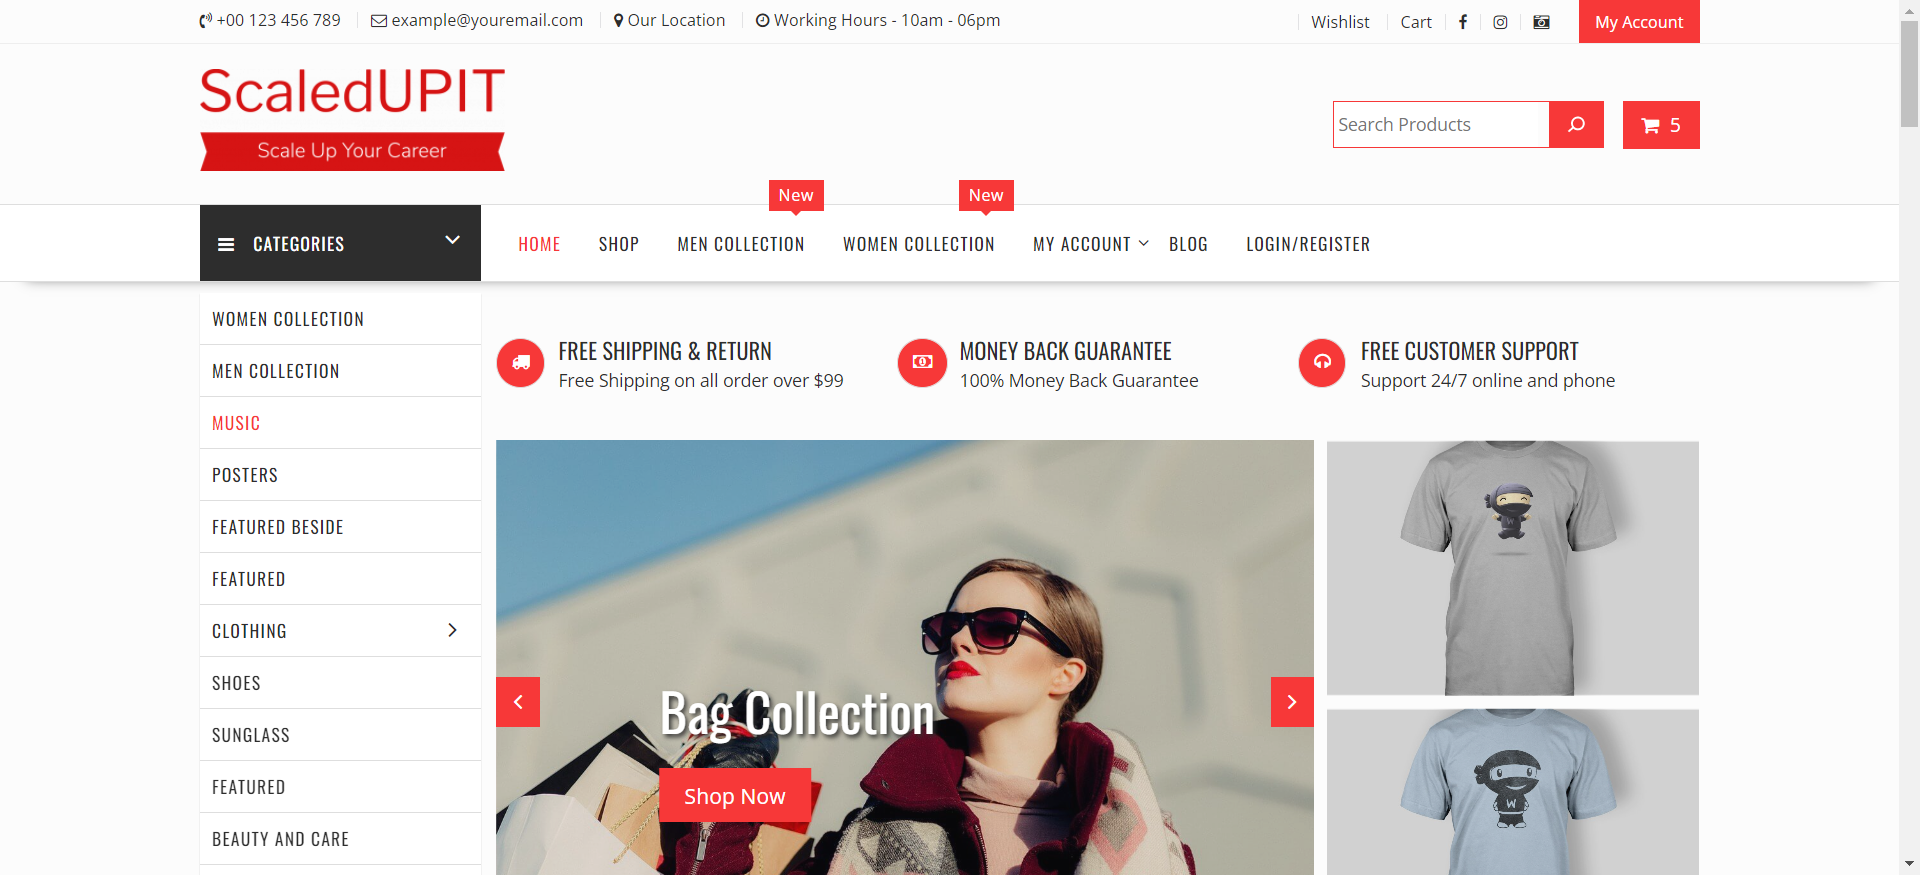 +00 123 456 789 example@youremail.com Our Location Working Hours - 10am - 06pm Wishlist Cart My Account
ScaledUPIT
Scale Up Your Career
Search Products 5
New New
CATEGORIES HOME SHOP MEN COLLECTION WOMEN COLLECTION MY ACCOUNT BLOG LOGIN/REGISTER
WOMEN COLLECTION
MEN COLLECTION
MUSIC
POSTERS
FEATURED BESIDE
FEATURED
CLOTHING
SHOES
SUNGLASS
FEATURED
BEAUTY AND CARE
FREE SHIPPING & RETURN
Free Shipping on all order over $99
MONEY BACK GUARANTEE
100% Money Back Guarantee
FREE CUSTOMER SUPPORT
Support 24/7 online and phone
Bag Collection
Shop Now
W
W